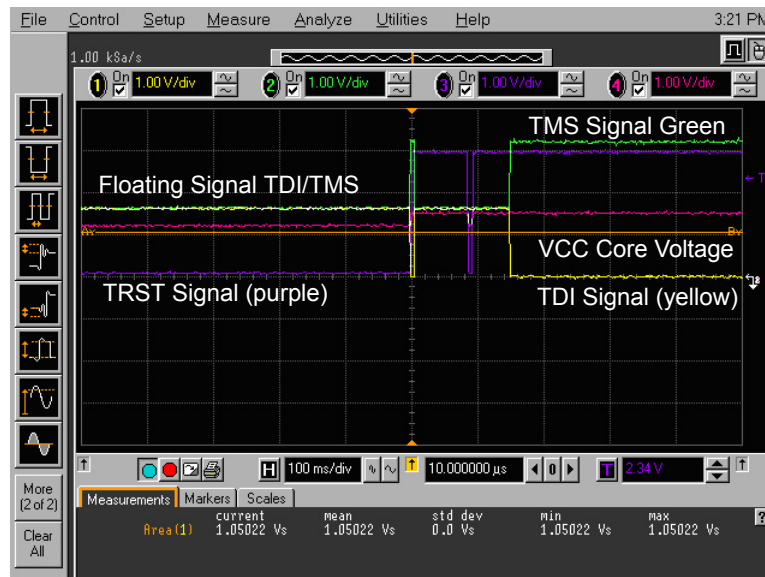 File Control Setup Measure Analyze Utilities Help 3:21 PM
1.00 kSa/s
1 On 1.00 V/div 2 On 1.00 V/div 3 On 1.00 V/div 4 On 1.00 V/div
TMS Signal Green
Floating Signal TDI/TMS
T
Ay By
VCC Core Voltage
TRST Signal (purple) TDI Signal (yellow)
H 100 ms/div 10.000000 µs 0 T 2.34 V
More
(2 of 2)
Clear
All
Measurements Markers Scales
current mean std dev min max
Area(1) 1.05022 Vs 1.05022 Vs 0.0 Vs 1.05022 Vs 1.05022 Vs
?